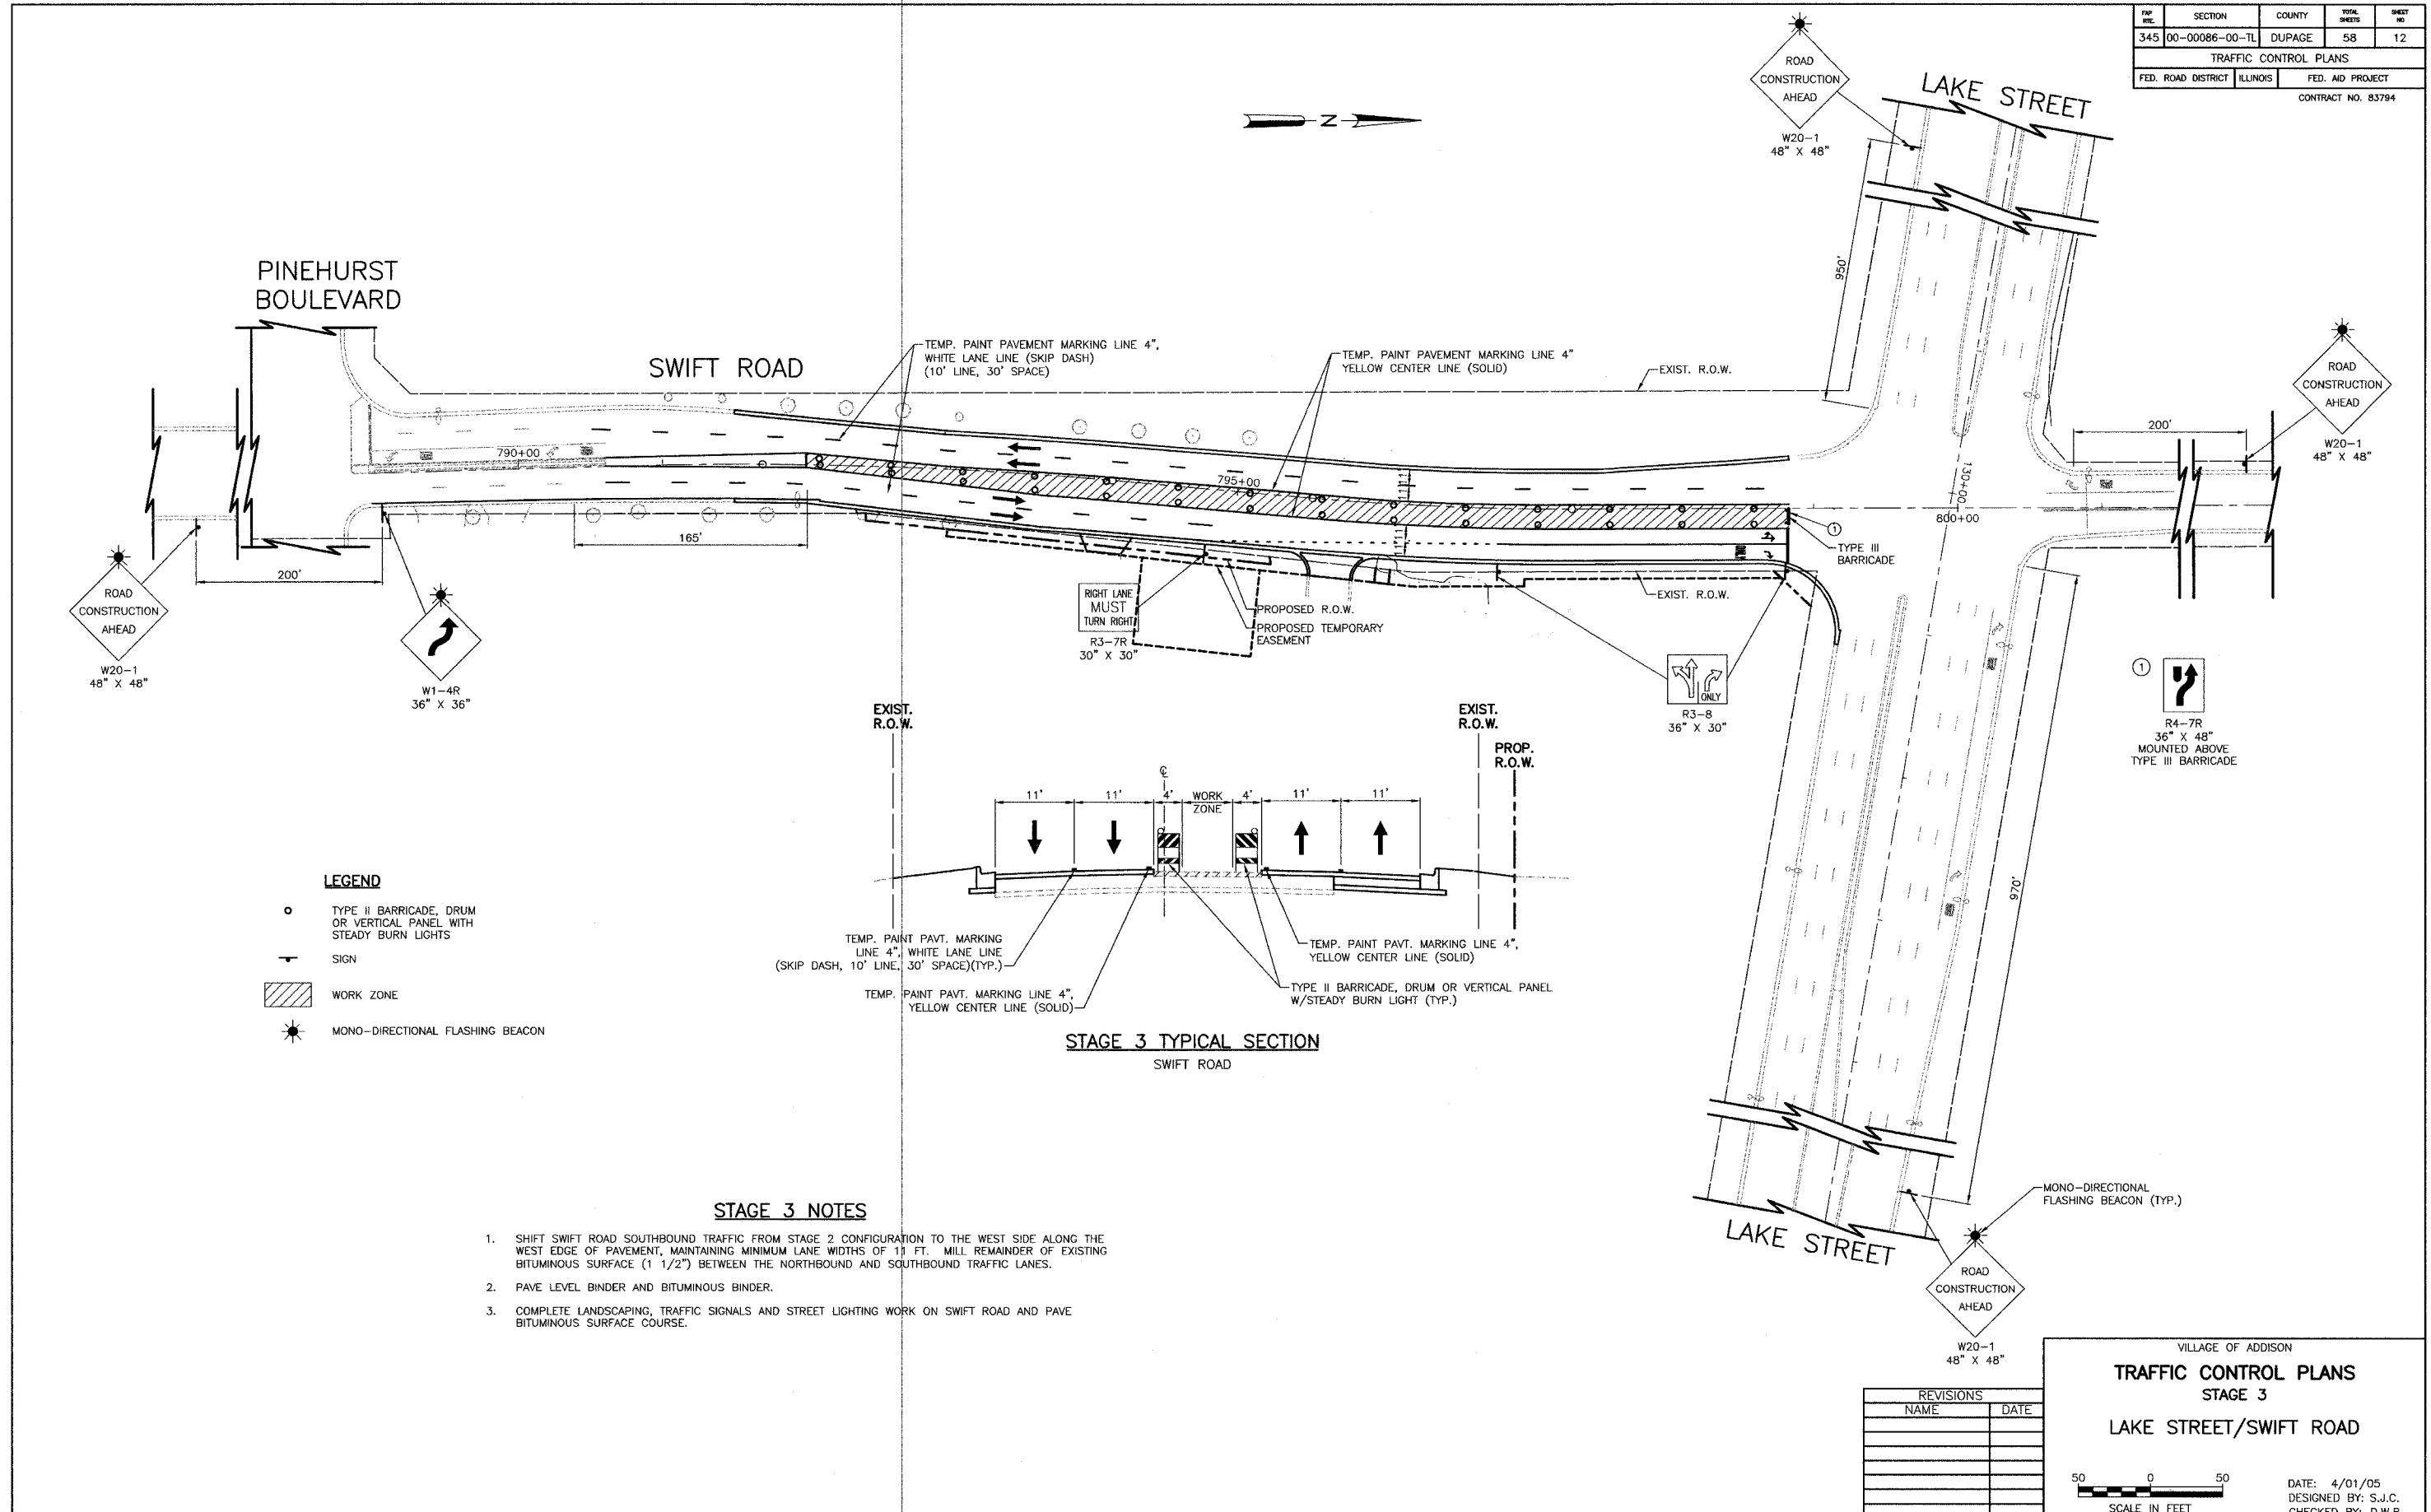 FAP RTE. SECTION COUNTY TOTAL SHEETS SHEET NO
345 00-00086-00-TL DUPAGE 58 12
TRAFFIC CONTROL PLANS
FED. ROAD DISTRICT ILLINOIS FED. AID PROJECT
CONTRACT NO. 83794
ROAD
CONSTRUCTION
AHEAD
W20-1
48" X 48"
LAKE STREET
N
950'
PINEHURST
BOULEVARD
SWIFT ROAD
TEMP. PAINT PAVEMENT MARKING LINE 4",
WHITE LANE LINE (SKIP DASH)
(10' LINE, 30' SPACE)
TEMP. PAINT PAVEMENT MARKING LINE 4"
YELLOW CENTER LINE (SOLID)
EXIST. R.O.W.
ROAD
CONSTRUCTION
AHEAD
W20-1
48" X 48"
200'
790+00
795+00
11'
11'
11'
11'
130+00
800+00
165'
200'
1
TYPE III
BARRICADE
ONLY
EXIST. R.O.W.
ROAD
CONSTRUCTION
AHEAD
W20-1
48" X 48"
W1-4R
36" X 36"
RIGHT LANE
MUST
TURN RIGHT
R3-7R
30" X 30"
PROPOSED R.O.W.
PROPOSED TEMPORARY
EASEMENT
ONLY
R3-8
36" X 30"
1
R4-7R
36" X 48"
MOUNTED ABOVE
TYPE III BARRICADE
970'
EXIST.
R.O.W.
EXIST.
R.O.W.
PROP.
R.O.W.
℄
11' 11' 4' WORK 4' 11' 11'
ZONE
TEMP. PAINT PAVT. MARKING
LINE 4", WHITE LANE LINE
(SKIP DASH, 10' LINE, 30' SPACE)(TYP.)
TEMP. PAINT PAVT. MARKING LINE 4",
YELLOW CENTER LINE (SOLID)
TEMP. PAINT PAVT. MARKING LINE 4",
YELLOW CENTER LINE (SOLID)
TYPE II BARRICADE, DRUM OR VERTICAL PANEL
W/STEADY BURN LIGHT (TYP.)
STAGE 3 TYPICAL SECTION
SWIFT ROAD
LEGEND
TYPE II BARRICADE, DRUM
OR VERTICAL PANEL WITH
STEADY BURN LIGHTS
SIGN
WORK ZONE
MONO-DIRECTIONAL FLASHING BEACON
STAGE 3 NOTES
1. SHIFT SWIFT ROAD SOUTHBOUND TRAFFIC FROM STAGE 2 CONFIGURATION TO THE WEST SIDE ALONG THE
WEST EDGE OF PAVEMENT, MAINTAINING MINIMUM LANE WIDTHS OF 11 FT. MILL REMAINDER OF EXISTING
BITUMINOUS SURFACE (1 1/2") BETWEEN THE NORTHBOUND AND SOUTHBOUND TRAFFIC LANES.
2. PAVE LEVEL BINDER AND BITUMINOUS BINDER.
3. COMPLETE LANDSCAPING, TRAFFIC SIGNALS AND STREET LIGHTING WORK ON SWIFT ROAD AND PAVE
BITUMINOUS SURFACE COURSE.
MONO-DIRECTIONAL
FLASHING BEACON (TYP.)
LAKE STREET
ROAD
CONSTRUCTION
AHEAD
W20-1
48" X 48"
REVISIONS
NAME DATE
VILLAGE OF ADDISON
TRAFFIC CONTROL PLANS
STAGE 3
LAKE STREET/SWIFT ROAD
50 0 50
SCALE IN FEET
DATE: 4/01/05
DESIGNED BY: S.J.C.
CHECKED BY: D.W.B.